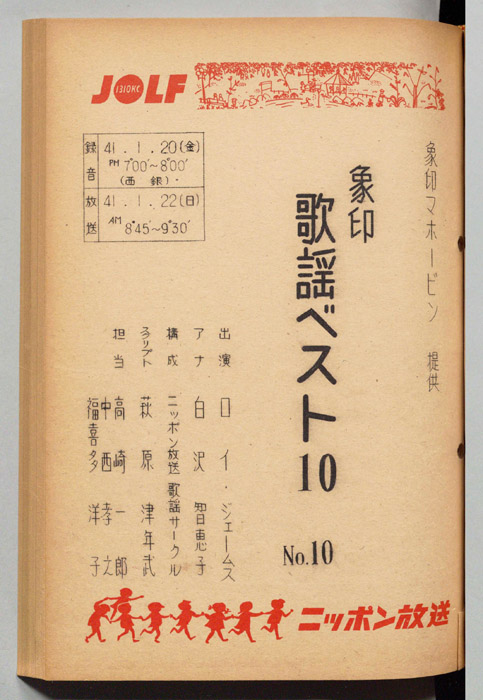 JOLF
1310KC
象印マホービン 提供
象印
歌謡ベスト10
No.10
録音 41.1.20(金)
PM 7°00'~8°00'
(西銀).
放送 41.1.22(日)
AM 8°45'~9°30'
出演 ロイ・ジェームス
アナ 白沢 智恵子
構成 ニッポン放送 歌謡サークル
スクリプト 萩原 津年武
担当 高崎 一郎
中西 孝之
福喜多 洋子
ニッポン放送